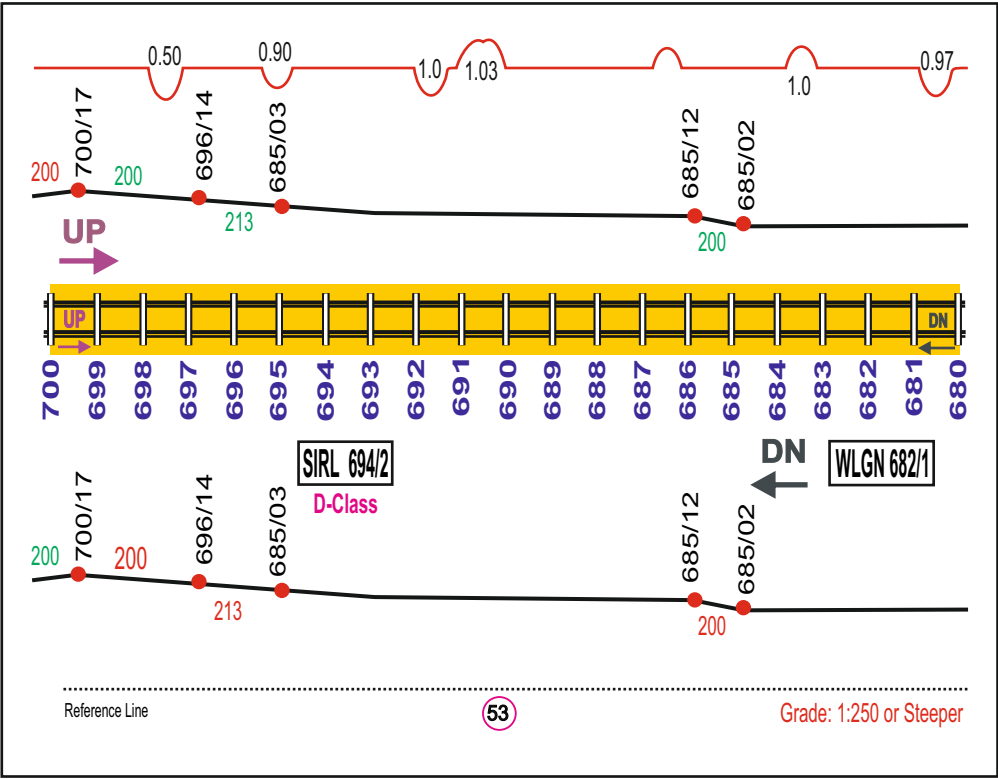 0.50 0.90 1.0 1.03 1.0 0.97
700/17 696/14 685/03 685/12 685/02
200 200 213 200
UP
UP DN
700 699 698 697 696 695 694 693 692 691 690 689 688 687 686 685 684 683 682 681 680
SIRL 694/2 DN WLGN 682/1
D-Class
700/17 696/14 685/03 685/12 685/02
200 200 213 200
Reference Line 53 Grade: 1:250 or Steeper